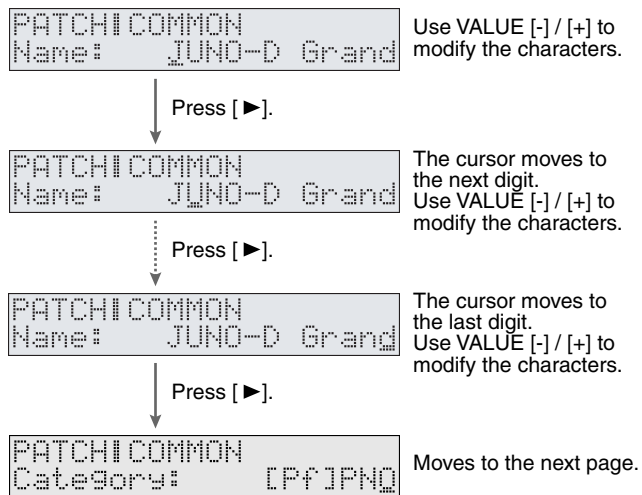 PATCH▮COMMON
Name: JUNO-D Grand
Use VALUE [-] / [+] to
modify the characters.
Press [►].
PATCH▮COMMON
Name: JUNO-D Grand
The cursor moves to
the next digit.
Use VALUE [-] / [+] to
modify the characters.
Press [►].
PATCH▮COMMON
Name: JUNO-D Grand
The cursor moves to
the last digit.
Use VALUE [-] / [+] to
modify the characters.
Press [►].
PATCH▮COMMON
Category: [Pf]PNO
Moves to the next page.